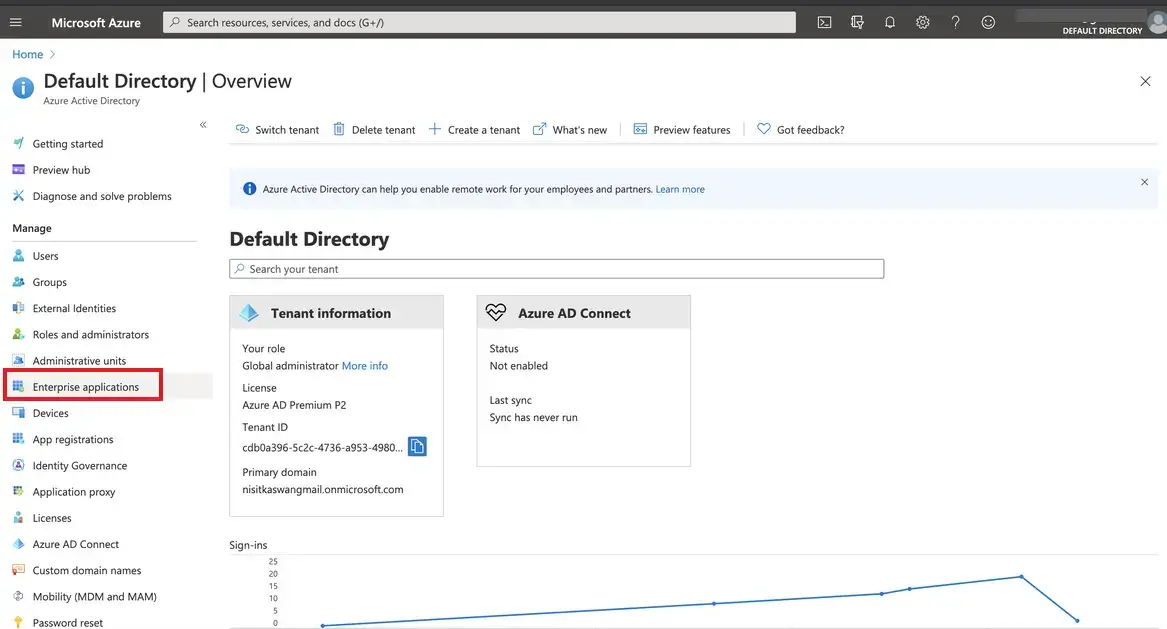 Microsoft Azure
Search resources, services, and docs (G+/)
DEFAULT DIRECTORY
Home
Default Directory | Overview
Azure Active Directory
«
Getting started
Preview hub
Diagnose and solve problems
Manage
Users
Groups
External Identities
Roles and administrators
Administrative units
Enterprise applications
Devices
App registrations
Identity Governance
Application proxy
Licenses
Azure AD Connect
Custom domain names
Mobility (MDM and MAM)
Password reset
Switch tenant
Delete tenant
Create a tenant
What's new
Preview features
Got feedback?
Azure Active Directory can help you enable remote work for your employees and partners. Learn more
Default Directory
Search your tenant
Tenant information
Your role
Global administrator More info
License
Azure AD Premium P2
Tenant ID
cdb0a396-5c2c-4736-a953-4980...
Primary domain
nisitkaswangmail.onmicrosoft.com
Azure AD Connect
Status
Not enabled
Last sync
Sync has never run
Sign-ins
25
20
15
10
5
0